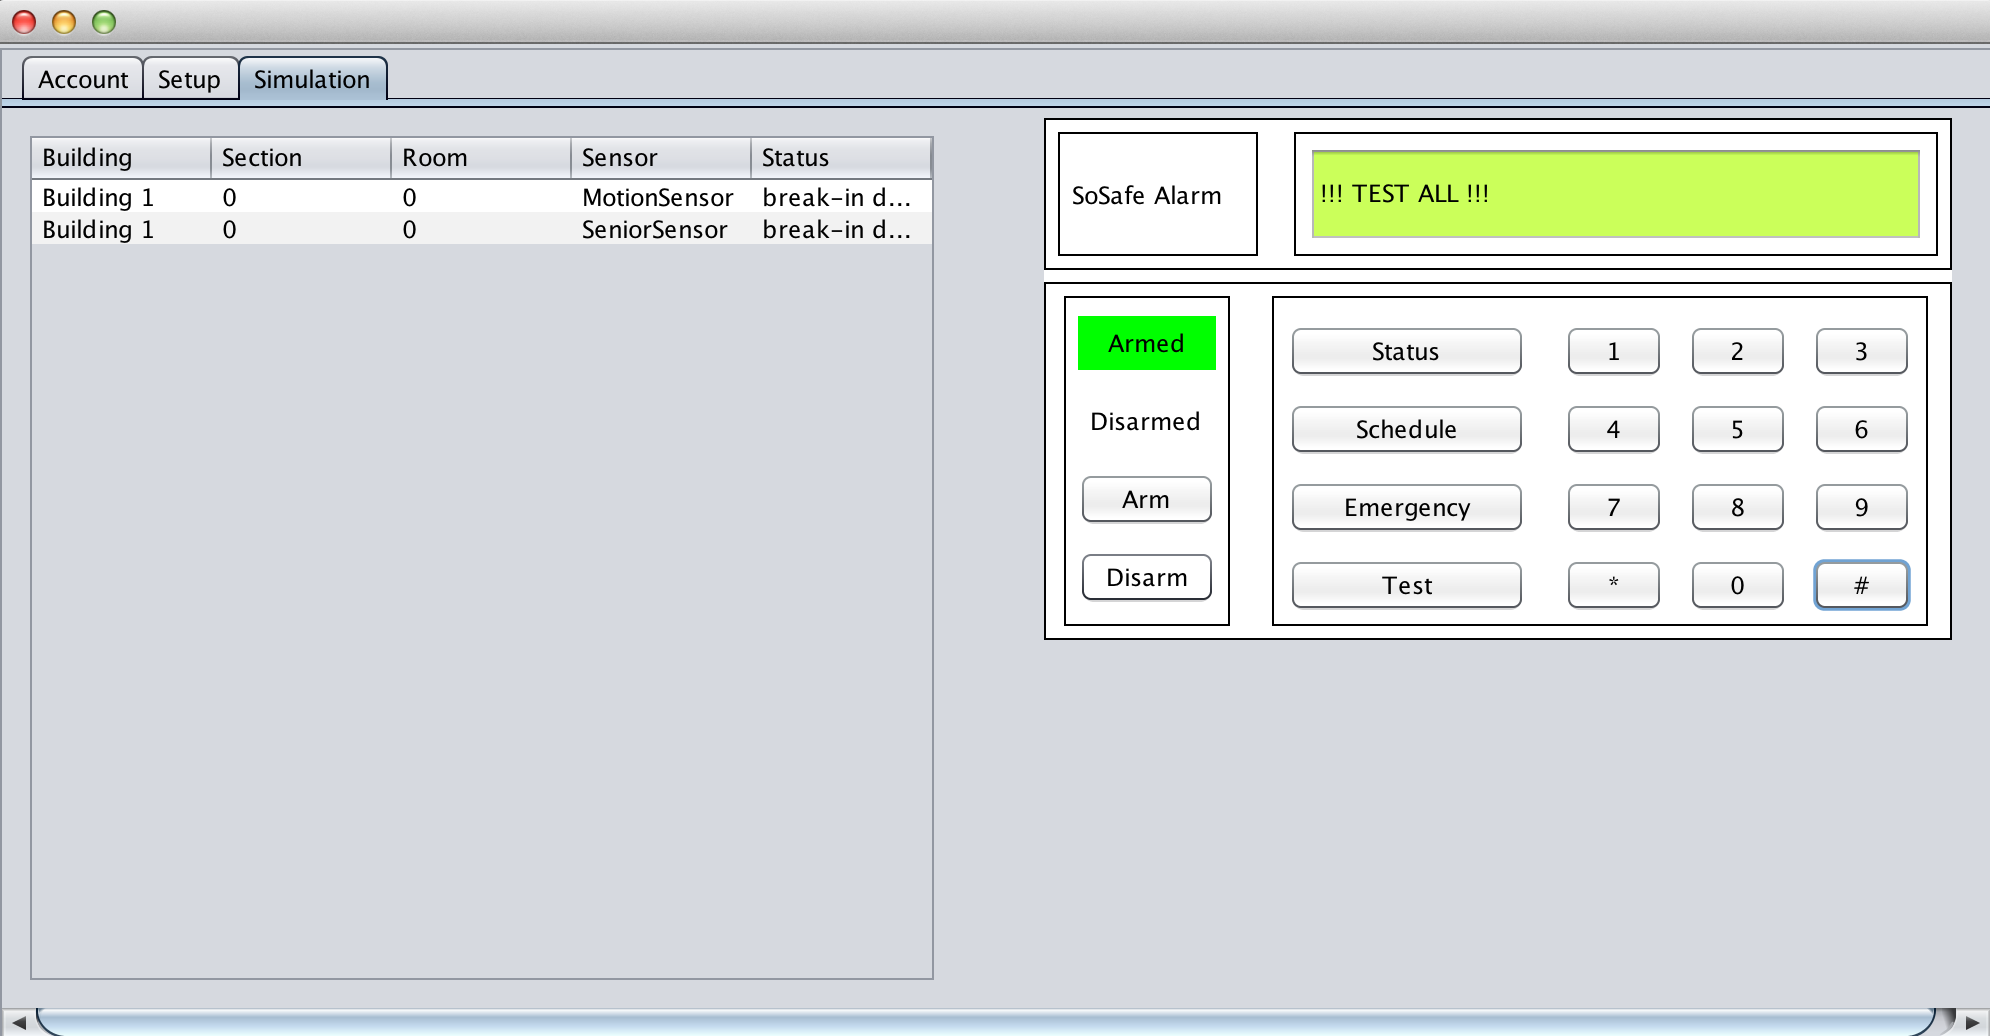 Account Setup Simulation
Building Section Room Sensor Status
Building 1 0 0 MotionSensor break-in d...
Building 1 0 0 SeniorSensor break-in d...
SoSafe Alarm
!!! TEST ALL !!!
Armed
Disarmed
Arm
Disarm
Status 1 2 3
Schedule 4 5 6
Emergency 7 8 9
Test * 0 #